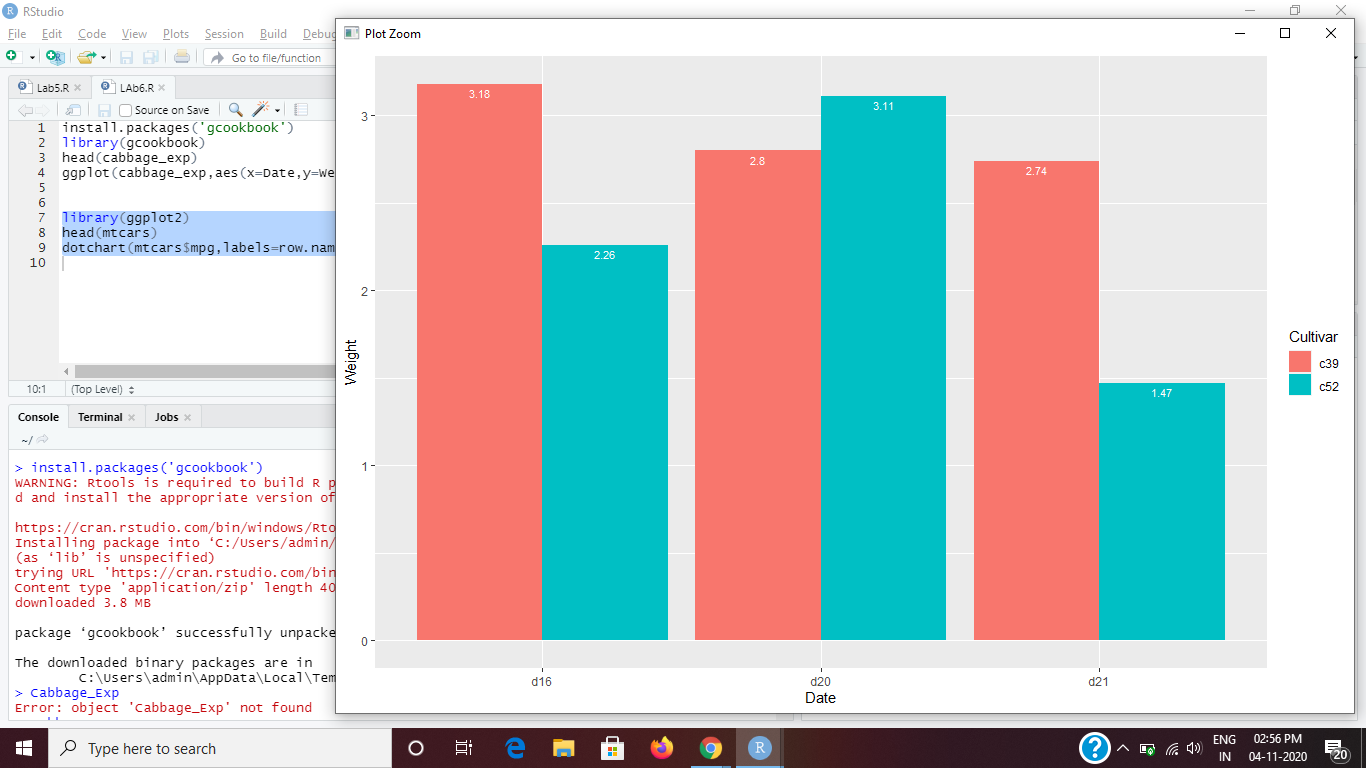 RStudio
File Edit Code View Plots Session Build Debug
Go to file/function
Lab5.R LAb6.R
Source on Save
1 install.packages('gcookbook')
2 library(gcookbook)
3 head(cabbage_exp)
4 ggplot(cabbage_exp,aes(x=Date,y=We
5
6
7 library(ggplot2)
8 head(mtcars)
9 dotchart(mtcars$mpg,labels=row.nam
10
10:1 (Top Level)
Console Terminal Jobs
~/
> install.packages('gcookbook')
WARNING: Rtools is required to build R p
d and install the appropriate version of
https://cran.rstudio.com/bin/windows/Rto
Installing package into ‘C:/Users/admin/
(as ‘lib’ is unspecified)
trying URL 'https://cran.rstudio.com/bin
Content type 'application/zip' length 40
downloaded 3.8 MB
package ‘gcookbook’ successfully unpacke
The downloaded binary packages are in
C:\Users\admin\AppData\Local\Tem
> Cabbage_Exp
Error: object 'Cabbage_Exp' not found
Plot Zoom
3.18
3.11
2.8
2.74
2.26
1.47
3
2
1
0
Weight
d16 d20 d21
Date
Cultivar
c39
c52
Type here to search
ENG
IN
02:56 PM
04-11-2020
20